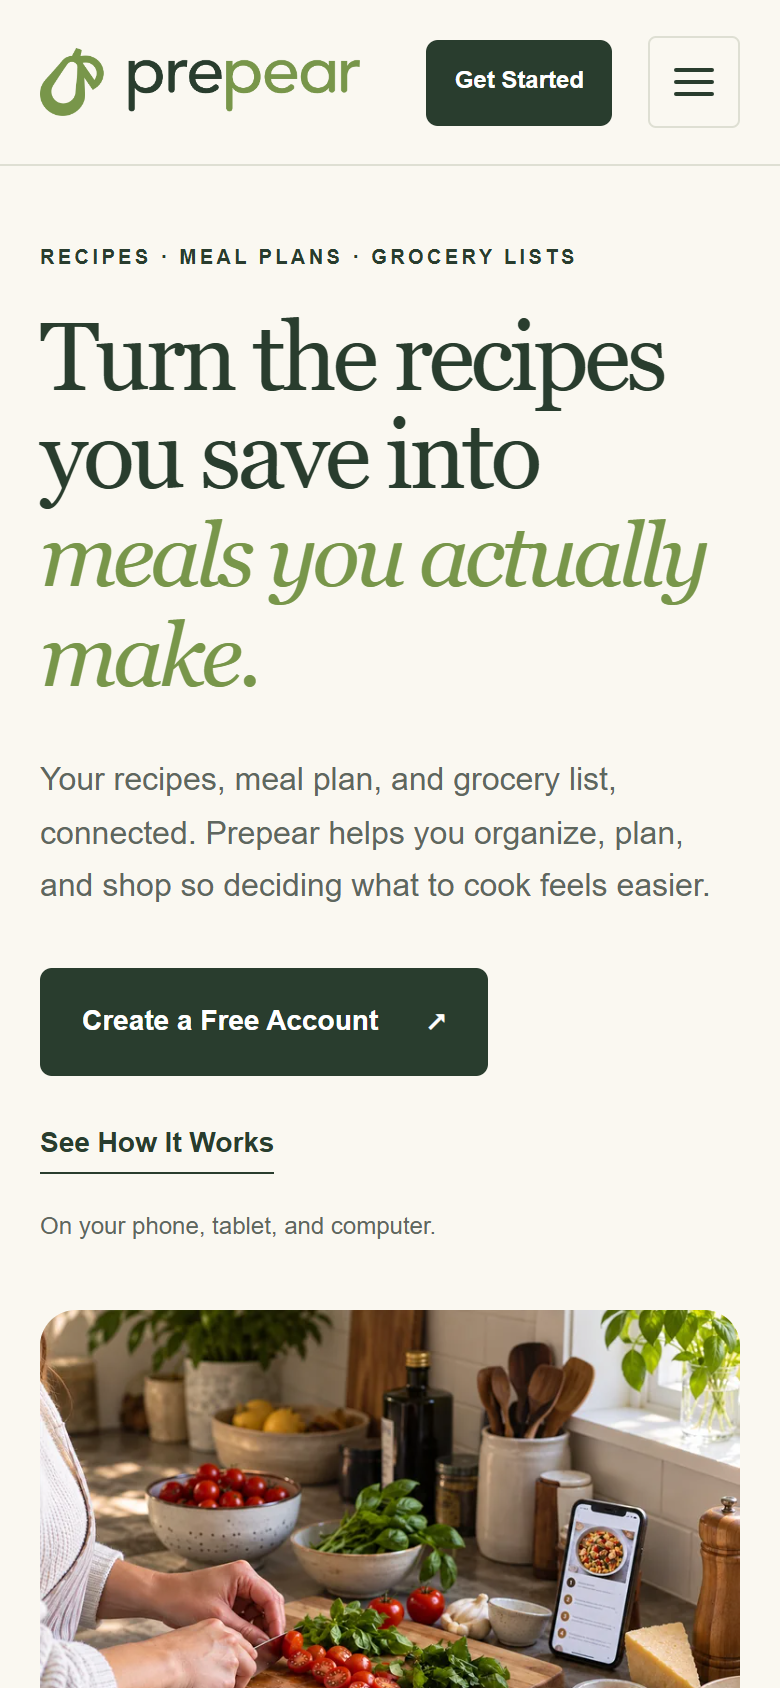 prepear
Get Started
RECIPES · MEAL PLANS · GROCERY LISTS
Turn the recipes
you save into
meals you actually
make.
Your recipes, meal plan, and grocery list,
connected. Prepear helps you organize, plan,
and shop so deciding what to cook feels easier.
Create a Free Account ↗
See How It Works
On your phone, tablet, and computer.